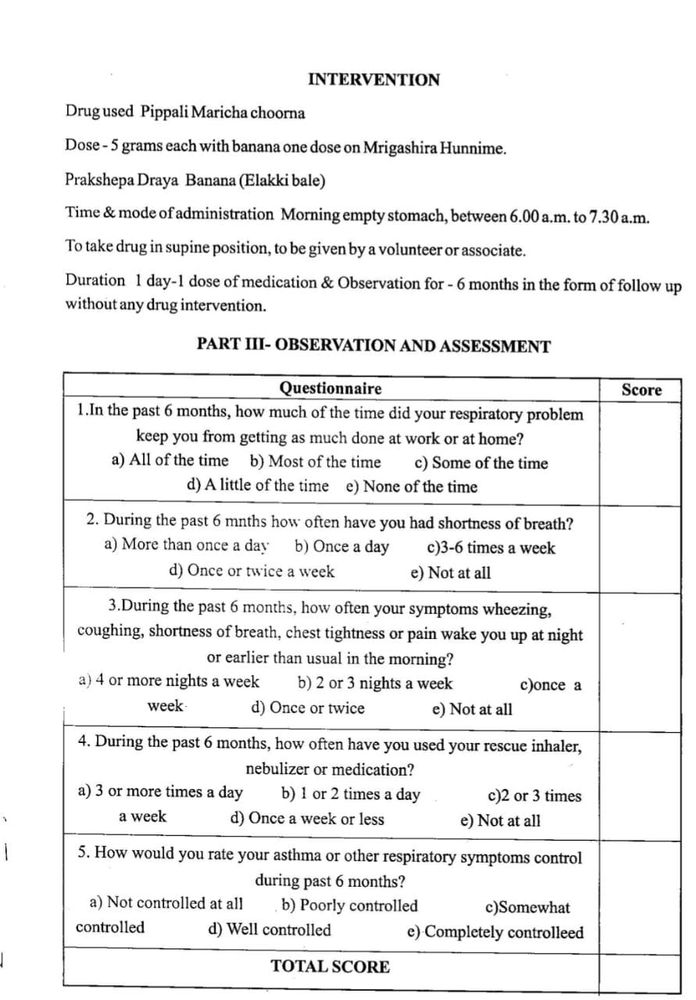 INTERVENTION
Drug used Pippali Maricha choorna
Dose - 5 grams each with banana one dose on Mrigashira Hunnime.
Prakshepa Draya Banana (Elakki bale)
Time & mode of administration Morning empty stomach, between 6.00 a.m. to 7.30 a.m.
To take drug in supine position, to be given by a volunteer or associate.
Duration 1 day-1 dose of medication & Observation for - 6 months in the form of follow up
without any drug intervention.
PART III- OBSERVATION AND ASSESSMENT
Questionnaire Score
1.In the past 6 months, how much of the time did your respiratory problem
keep you from getting as much done at work or at home?
a) All of the time b) Most of the time c) Some of the time
d) A little of the time e) None of the time
2. During the past 6 mnths how often have you had shortness of breath?
a) More than once a day b) Once a day c)3-6 times a week
d) Once or twice a week e) Not at all
3.During the past 6 months, how often your symptoms wheezing,
coughing, shortness of breath, chest tightness or pain wake you up at night
or earlier than usual in the morning?
a) 4 or more nights a week b) 2 or 3 nights a week c)once a
week d) Once or twice e) Not at all
4. During the past 6 months, how often have you used your rescue inhaler,
nebulizer or medication?
a) 3 or more times a day b) 1 or 2 times a day c)2 or 3 times
a week d) Once a week or less e) Not at all
5. How would you rate your asthma or other respiratory symptoms control
during past 6 months?
a) Not controlled at all b) Poorly controlled c)Somewhat
controlled d) Well controlled e) Completely controlleed
TOTAL SCORE